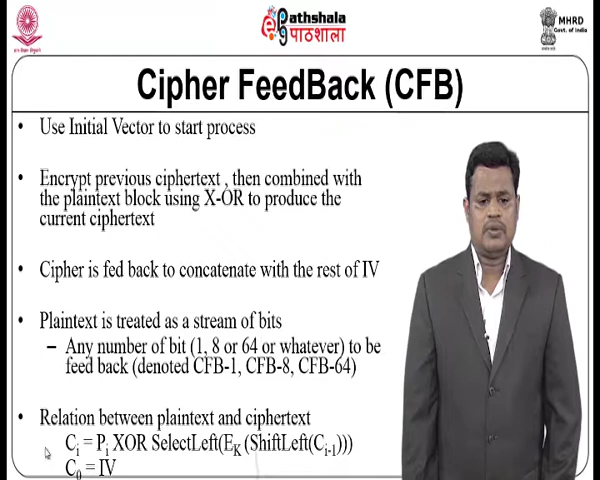 ePathshala
पाठशाला
MHRD
Govt. of India
Cipher FeedBack (CFB)
• Use Initial Vector to start process
• Encrypt previous ciphertext , then combined with
the plaintext block using X-OR to produce the
current ciphertext
• Cipher is fed back to concatenate with the rest of IV
• Plaintext is treated as a stream of bits
– Any number of bit (1, 8 or 64 or whatever) to be
feed back (denoted CFB-1, CFB-8, CFB-64)
• Relation between plaintext and ciphertext
Ci = Pi XOR SelectLeft(EK (ShiftLeft(Ci-1)))
C0 = IV